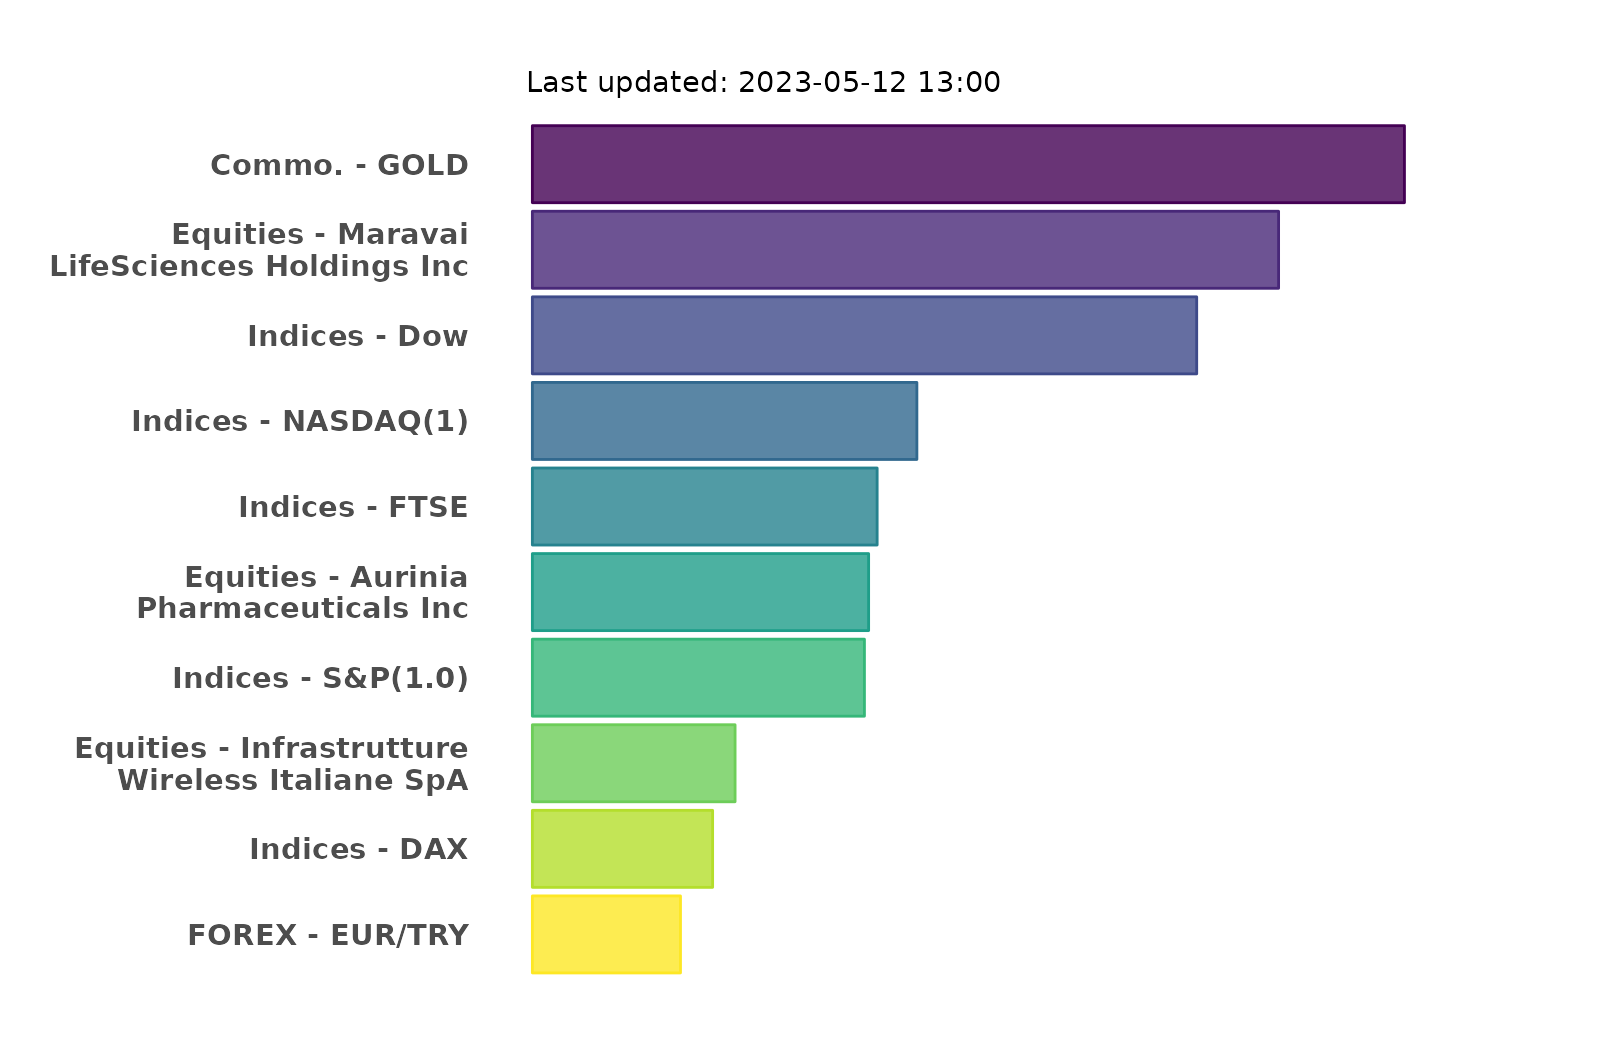 Last updated: 2023-05-12 13:00
Commo. - GOLD
Equities - Maravai
LifeSciences Holdings Inc
Indices - Dow
Indices - NASDAQ(1)
Indices - FTSE
Equities - Aurinia
Pharmaceuticals Inc
Indices - S&P(1.0)
Equities - Infrastrutture
Wireless Italiane SpA
Indices - DAX
FOREX - EUR/TRY